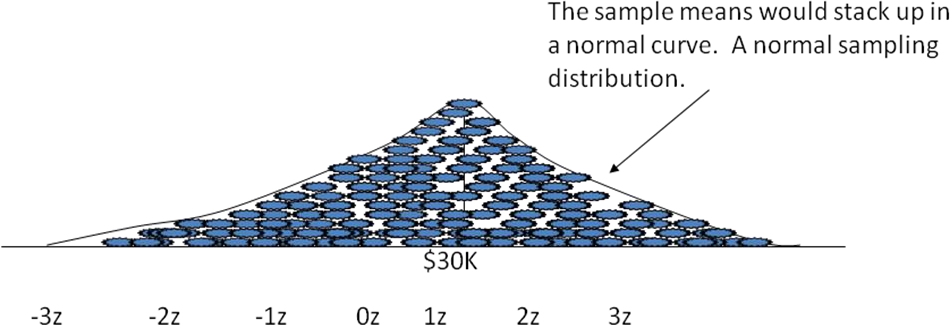 The sample means would stack up in
a normal curve.  A normal sampling
distribution.
$30K
-3z -2z -1z 0z 1z 2z 3z